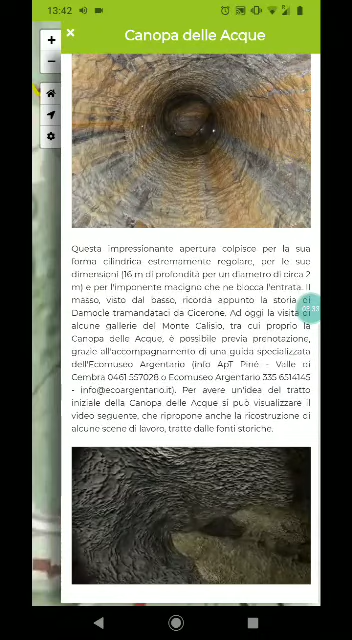 13:42
Canopa delle Acque
Questa impressionante apertura colpisce per la sua
forma cilindrica estremamente regolare, per le sue
dimensioni (16 m di profondità per un diametro di circa 2
m) e per l'imponente macigno che ne blocca l'entrata. Il
masso, visto dal basso, ricorda appunto la storia di
Damocle tramandataci da Cicerone. Ad oggi la visita di
alcune gallerie del Monte Calisio, tra cui proprio la
Canopa delle Acque, è possibile previa prenotazione,
grazie all'accompagnamento di una guida specializzata
dell'Ecomuseo Argentario (info ApT Piné - Valle di
Cembra 0461 557028 o Ecomuseo Argentario 335 6514145
- info@ecoargentario.it). Per avere un'idea del tratto
iniziale della Canopa delle Acque si può visualizzare il
video seguente, che ripropone anche la ricostruzione di
alcune scene di lavoro, tratte dalle fonti storiche.